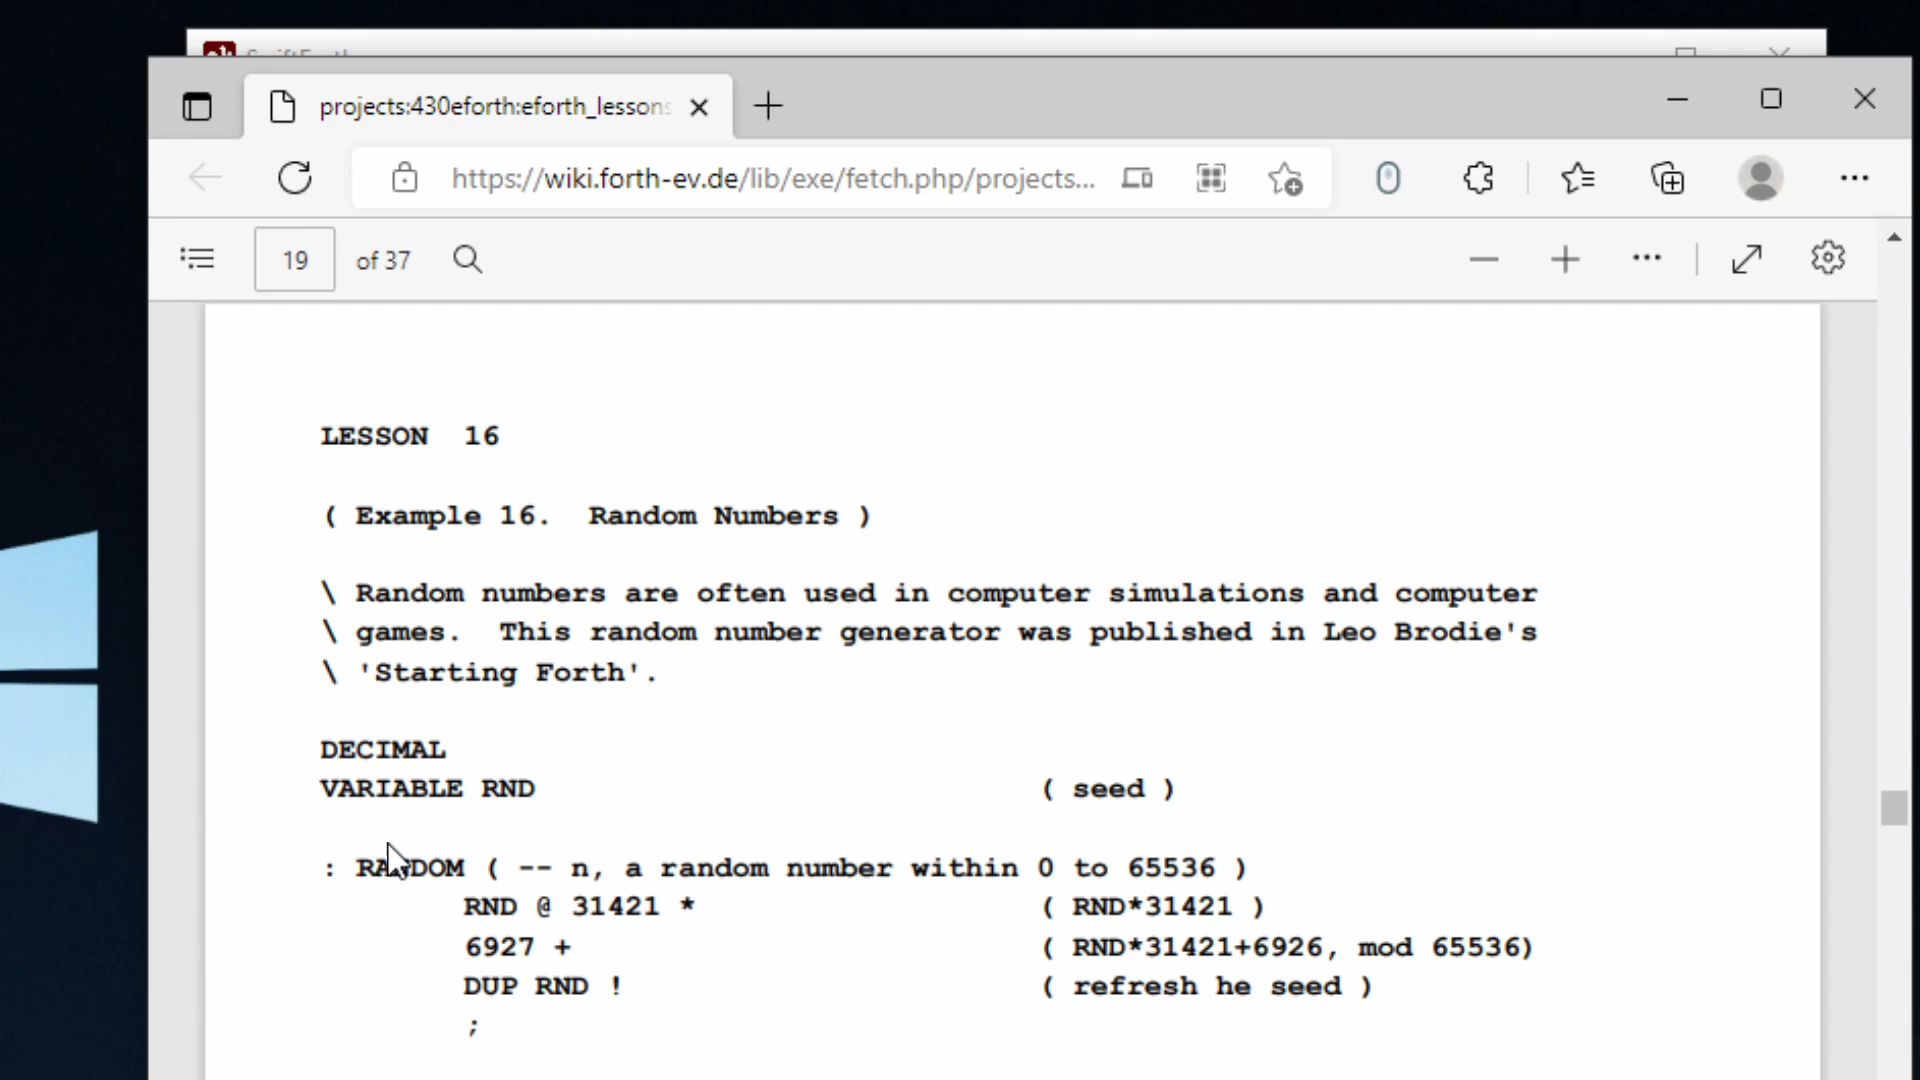 projects:430eforth:eforth_lessons
https://wiki.forth-ev.de/lib/exe/fetch.php/projects...
19 of 37
LESSON  16
( Example 16.  Random Numbers )
\ Random numbers are often used in computer simulations and computer
\ games.  This random number generator was published in Leo Brodie's
\ 'Starting Forth'.
DECIMAL
VARIABLE RND ( seed )
: RANDOM ( -- n, a random number within 0 to 65536 )
RND @ 31421 * ( RND*31421 )
6927 + ( RND*31421+6926, mod 65536)
DUP RND ! ( refresh he seed )
;